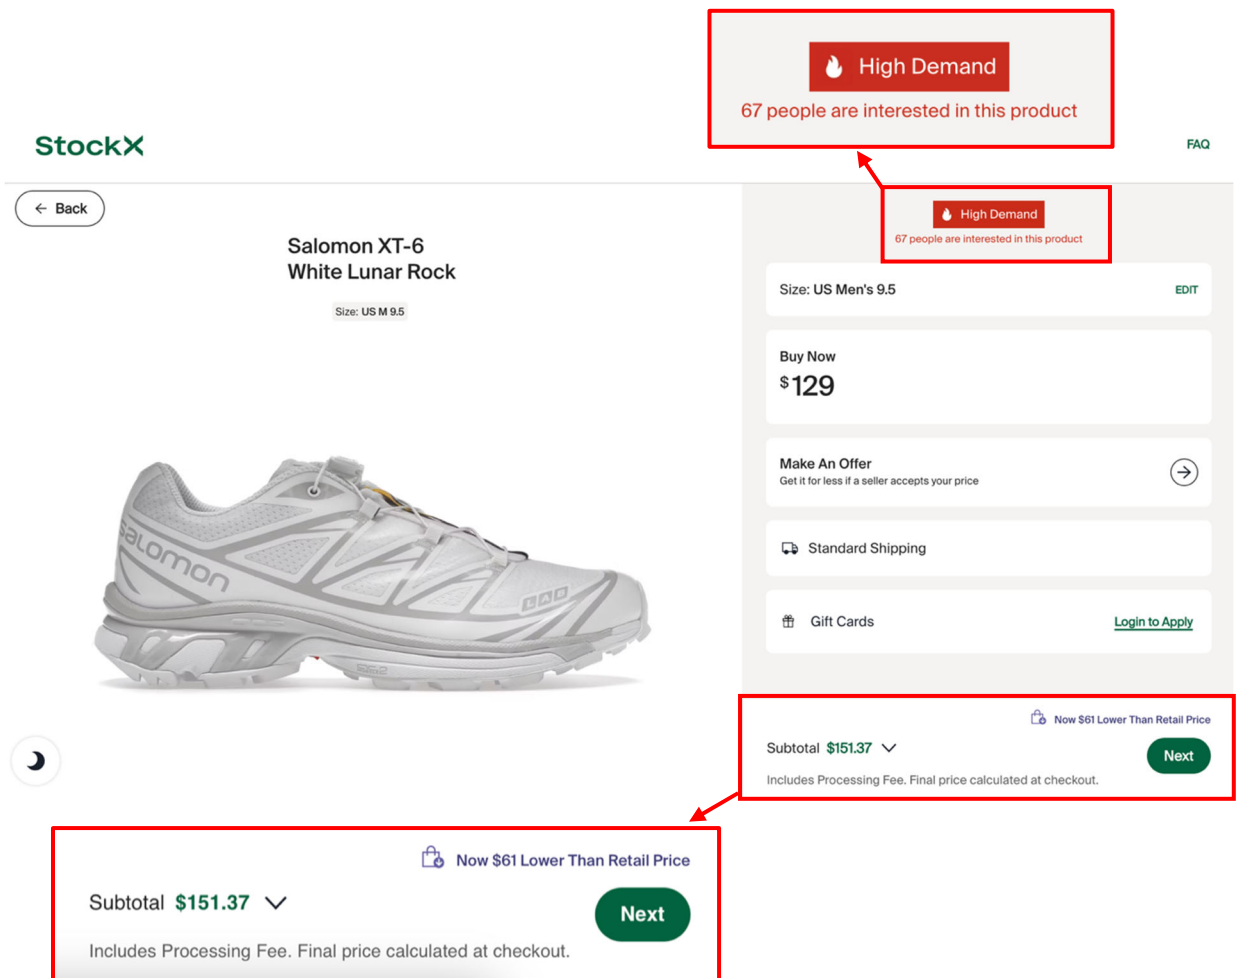 High Demand
67 people are interested in this product
StockX
FAQ
← Back
High Demand
67 people are interested in this product
Salomon XT-6
White Lunar Rock
Size: US M 9.5
Size: US Men's 9.5
EDIT
Buy Now
$129
Make An Offer
Get it for less if a seller accepts your price
Standard Shipping
Gift Cards
Login to Apply
SALOMON
LAB
Now $61 Lower Than Retail Price
Subtotal $151.37
Next
Includes Processing Fee. Final price calculated at checkout.
Now $61 Lower Than Retail Price
Subtotal $151.37
Next
Includes Processing Fee. Final price calculated at checkout.